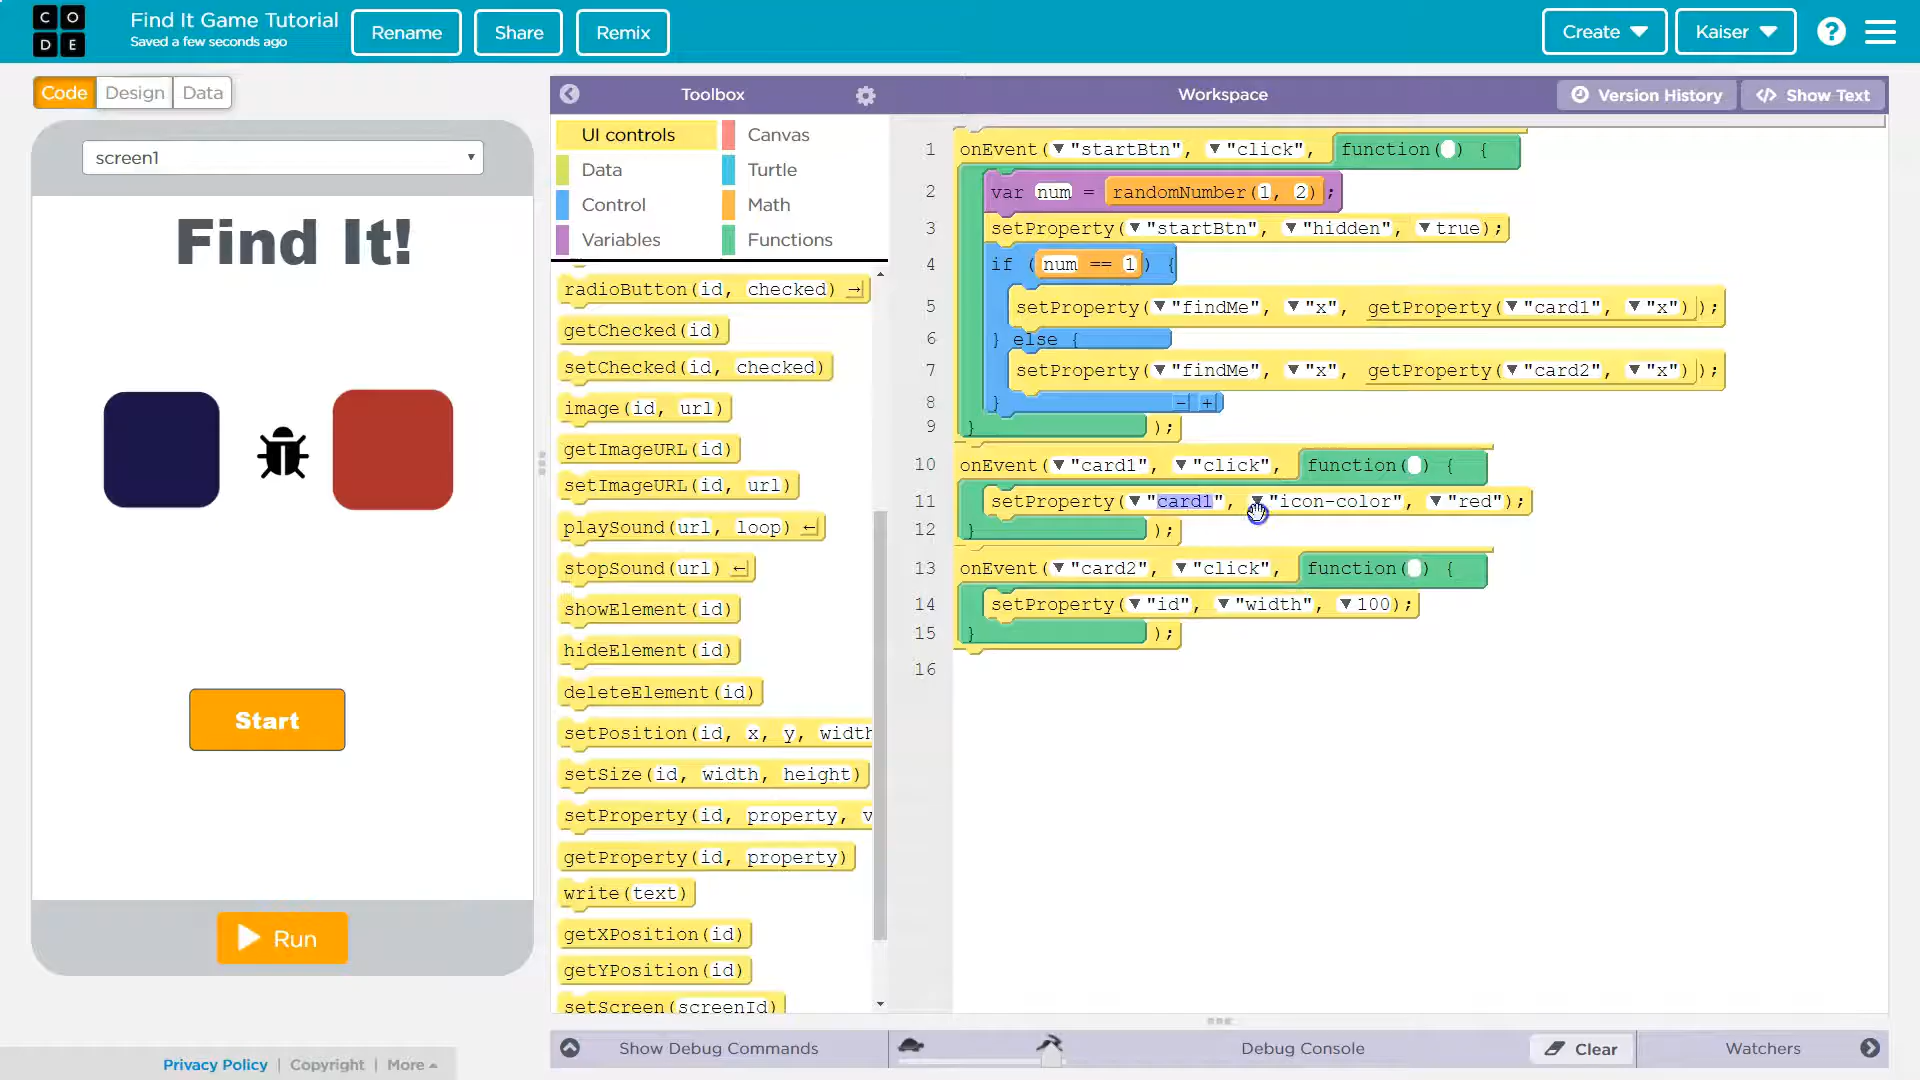 C O
D E
Find It Game Tutorial
Saved a few seconds ago
Rename
Share
Remix
Create
Kaiser
?
Code
Design
Data
Toolbox
Workspace
Version History
Show Text
screen1
Find It!
Start
Run
UI controls
Canvas
Data
Turtle
Control
Math
Variables
Functions
radioButton(id, checked)
getChecked(id)
setChecked(id, checked)
image(id, url)
getImageURL(id)
setImageURL(id, url)
playSound(url, loop)
stopSound(url)
showElement(id)
hideElement(id)
deleteElement(id)
setPosition(id, x, y, width
setSize(id, width, height)
setProperty(id, property, v
getProperty(id, property)
write(text)
getXPosition(id)
getYPosition(id)
setScreen(screenId)
1 onEvent(▼"startBtn", ▼"click", function( ) {
2 var num = randomNumber(1, 2);
3 setProperty(▼"startBtn", ▼"hidden", ▼true);
4 if (num == 1) {
5 setProperty(▼"findMe", ▼"x", getProperty(▼"card1", ▼"x"));
6 } else {
7 setProperty(▼"findMe", ▼"x", getProperty(▼"card2", ▼"x"));
8 } - +
9 });
10 onEvent(▼"card1", ▼"click", function( ) {
11 setProperty(▼"card1", ▼"icon-color", ▼"red");
12 });
13 onEvent(▼"card2", ▼"click", function( ) {
14 setProperty(▼"id", ▼"width", ▼100);
15 });
16
Show Debug Commands
Debug Console
Clear
Watchers
Privacy Policy | Copyright | More